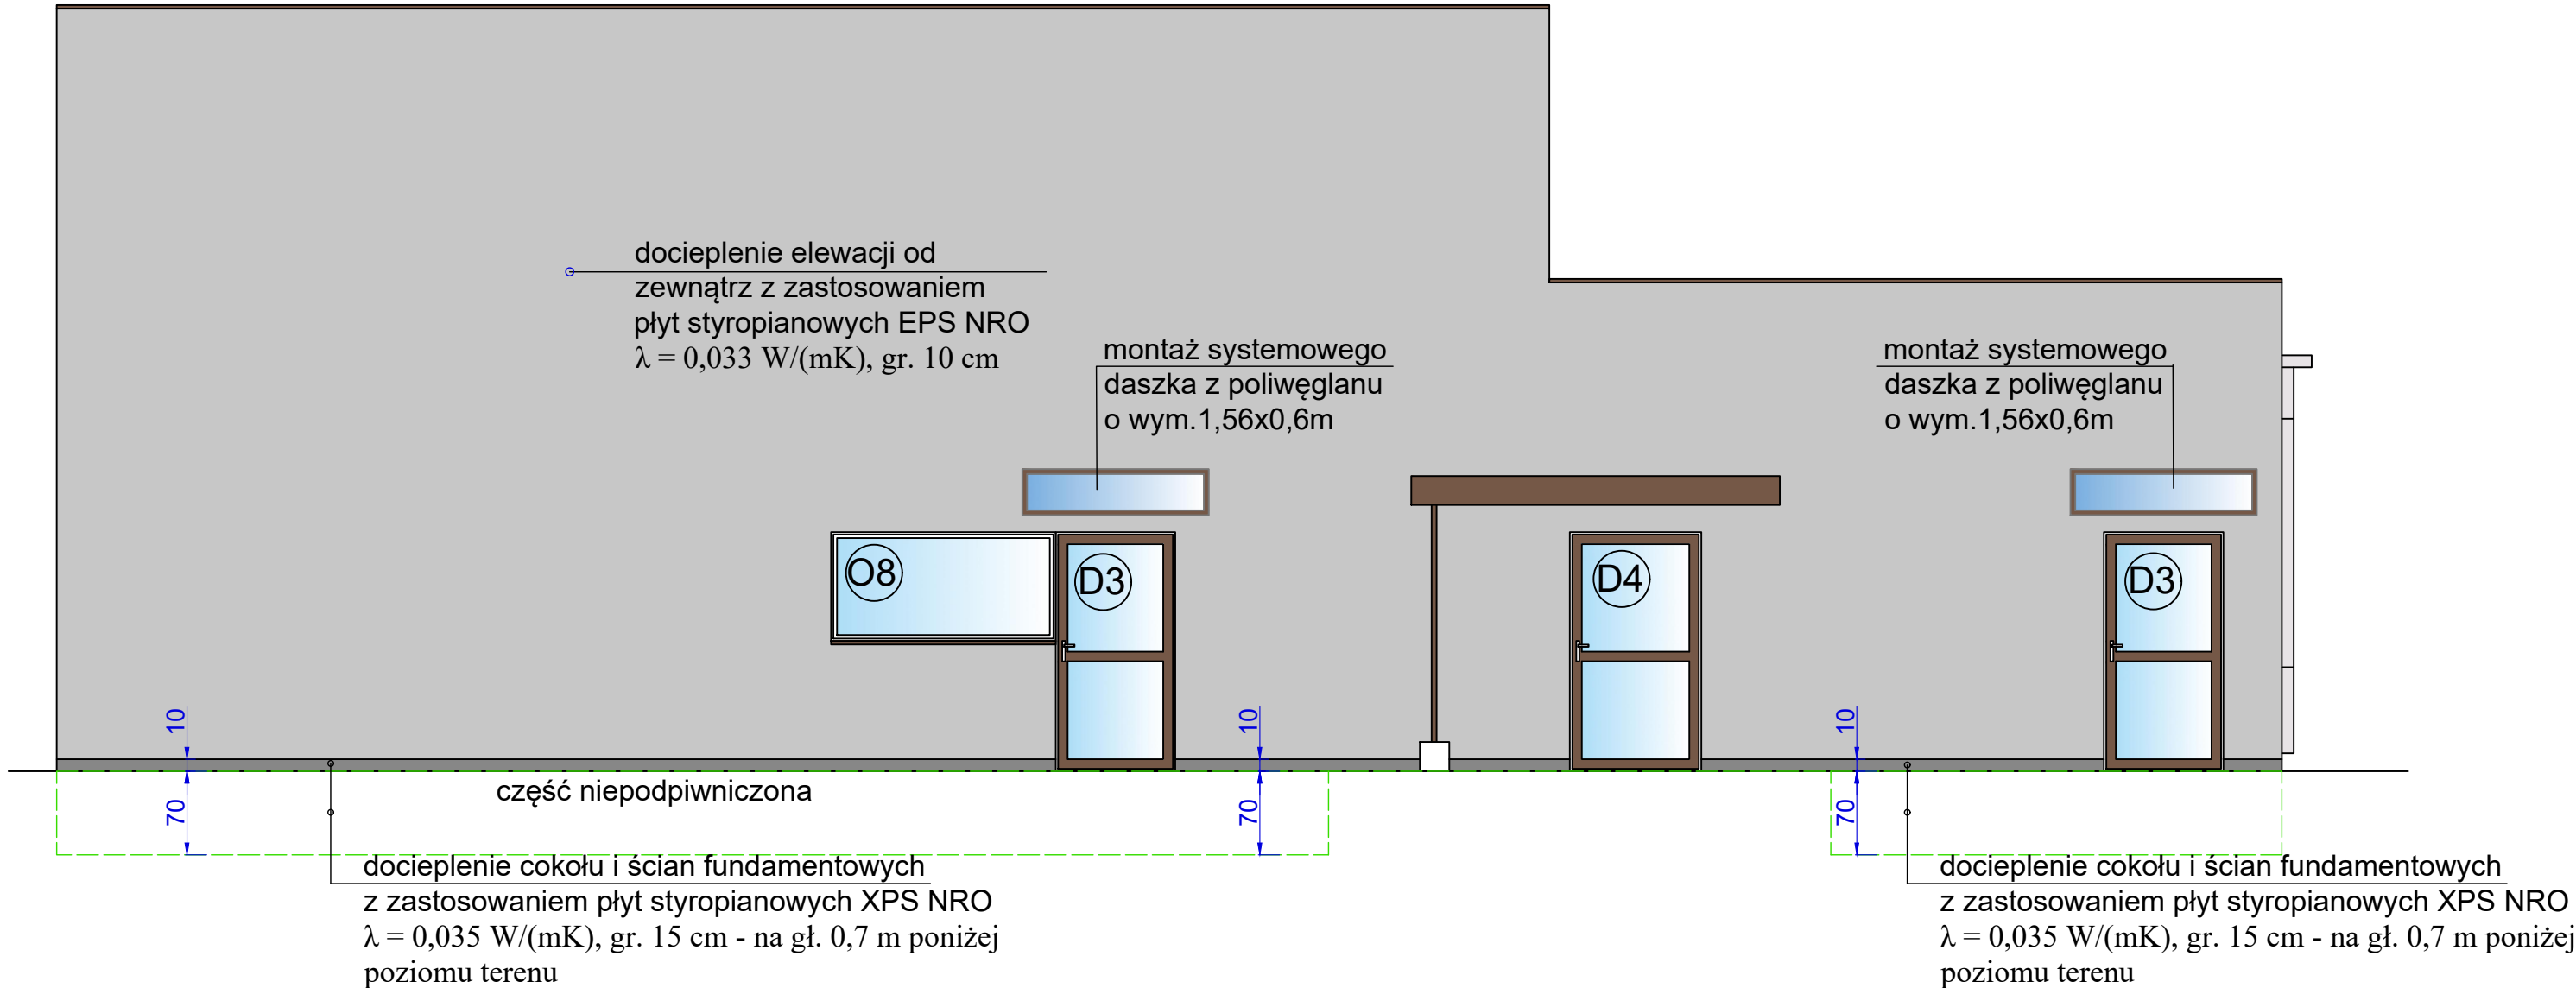 docieplenie elewacji od
zewnątrz z zastosowaniem
płyt styropianowych EPS NRO
λ = 0,033 W/(mK), gr. 10 cm
montaż systemowego
daszka z poliwęglanu
o wym.1,56x0,6m
montaż systemowego
daszka z poliwęglanu
o wym.1,56x0,6m
O8
D3
D4
D3
10
10
10
część niepodpiwniczona
70
70
70
docieplenie cokołu i ścian fundamentowych
z zastosowaniem płyt styropianowych XPS NRO
λ = 0,035 W/(mK), gr. 15 cm - na gł. 0,7 m poniżej
poziomu terenu
docieplenie cokołu i ścian fundamentowych
z zastosowaniem płyt styropianowych XPS NRO
λ = 0,035 W/(mK), gr. 15 cm - na gł. 0,7 m poniżej
poziomu terenu